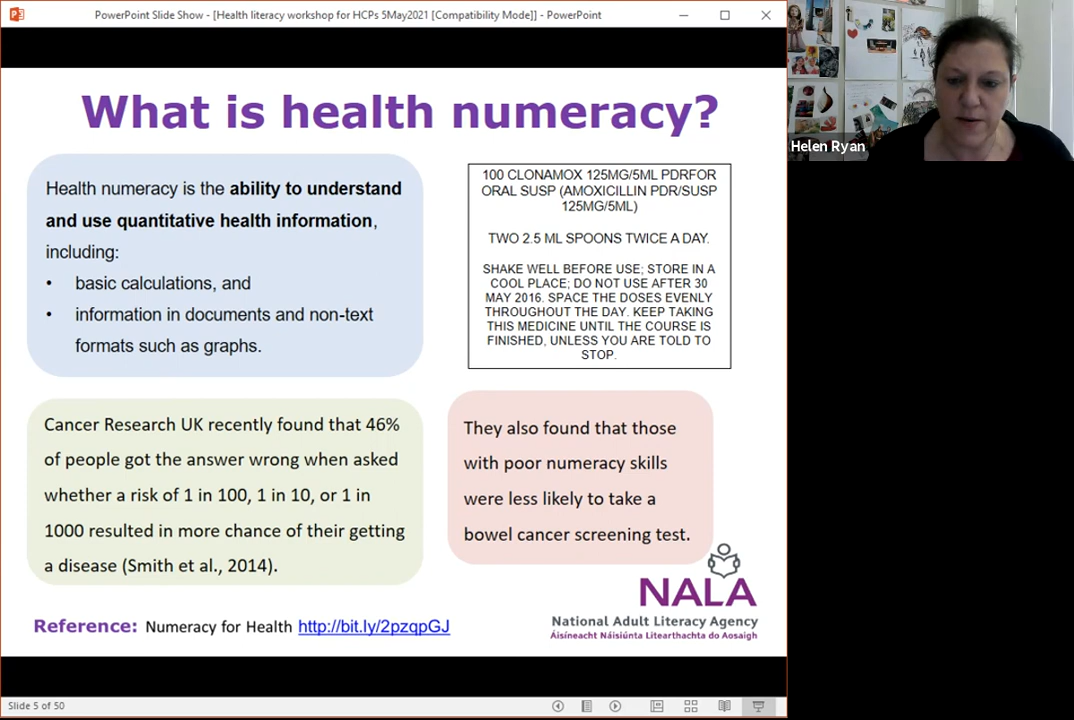 PowerPoint Slide Show - [Health literacy workshop for HCPs 5May2021 [Compatibility Mode]] - PowerPoint
What is health numeracy?
Health numeracy is the ability to understand
and use quantitative health information,
including:
• basic calculations, and
• information in documents and non-text
formats such as graphs.
100 CLONAMOX 125MG/5ML PDRFOR
ORAL SUSP (AMOXICILLIN PDR/SUSP
125MG/5ML)
TWO 2.5 ML SPOONS TWICE A DAY.
SHAKE WELL BEFORE USE; STORE IN A
COOL PLACE; DO NOT USE AFTER 30
MAY 2016. SPACE THE DOSES EVENLY
THROUGHOUT THE DAY. KEEP TAKING
THIS MEDICINE UNTIL THE COURSE IS
FINISHED, UNLESS YOU ARE TOLD TO
STOP.
Cancer Research UK recently found that 46%
of people got the answer wrong when asked
whether a risk of 1 in 100, 1 in 10, or 1 in
1000 resulted in more chance of their getting
a disease (Smith et al., 2014).
They also found that those
with poor numeracy skills
were less likely to take a
bowel cancer screening test.
NALA
National Adult Literacy Agency
Áisíneacht Náisiúnta Litearthachta do Aosaigh
Reference: Numeracy for Health http://bit.ly/2pzqpGJ
Slide 5 of 50
Helen Ryan